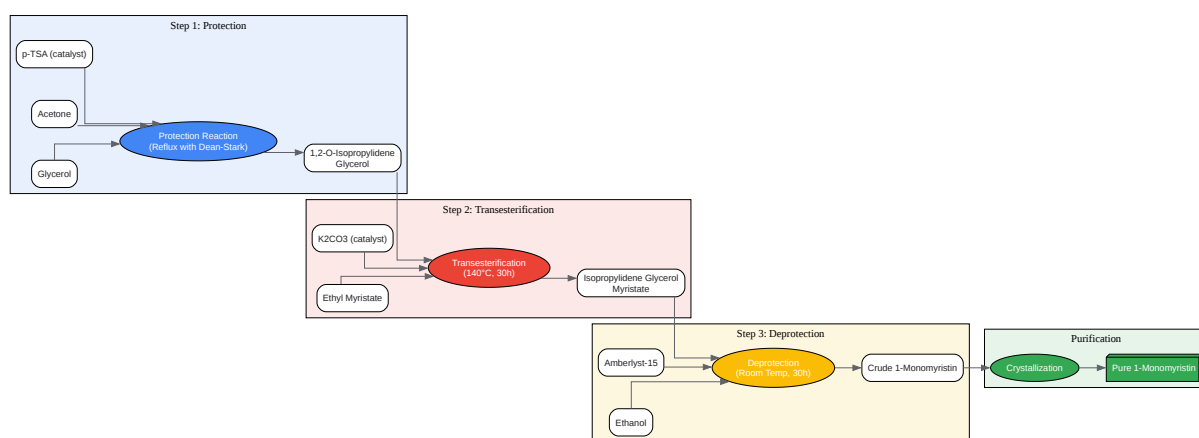 Step 1: Protection
p-TSA (catalyst)
Acetone
Glycerol
Protection Reaction
(Reflux with Dean-Stark)
1,2-O-Isopropylidene
Glycerol
Step 2: Transesterification
K2CO3 (catalyst)
Ethyl Myristate
Transesterification
(140°C, 30h)
Isopropylidene Glycerol
Myristate
Step 3: Deprotection
Amberlyst-15
Ethanol
Deprotection
(Room Temp, 30h)
Crude 1-Monomyristin
Purification
Crystallization
Pure 1-Monomyristin